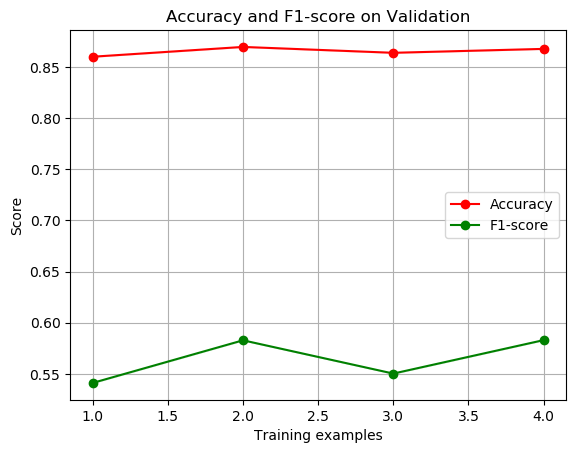 Accuracy and F1-score on Validation
0.85
0.80
0.75
0.70
0.65
0.60
0.55
Score
Accuracy
F1-score
1.0 1.5 2.0 2.5 3.0 3.5 4.0
Training examples